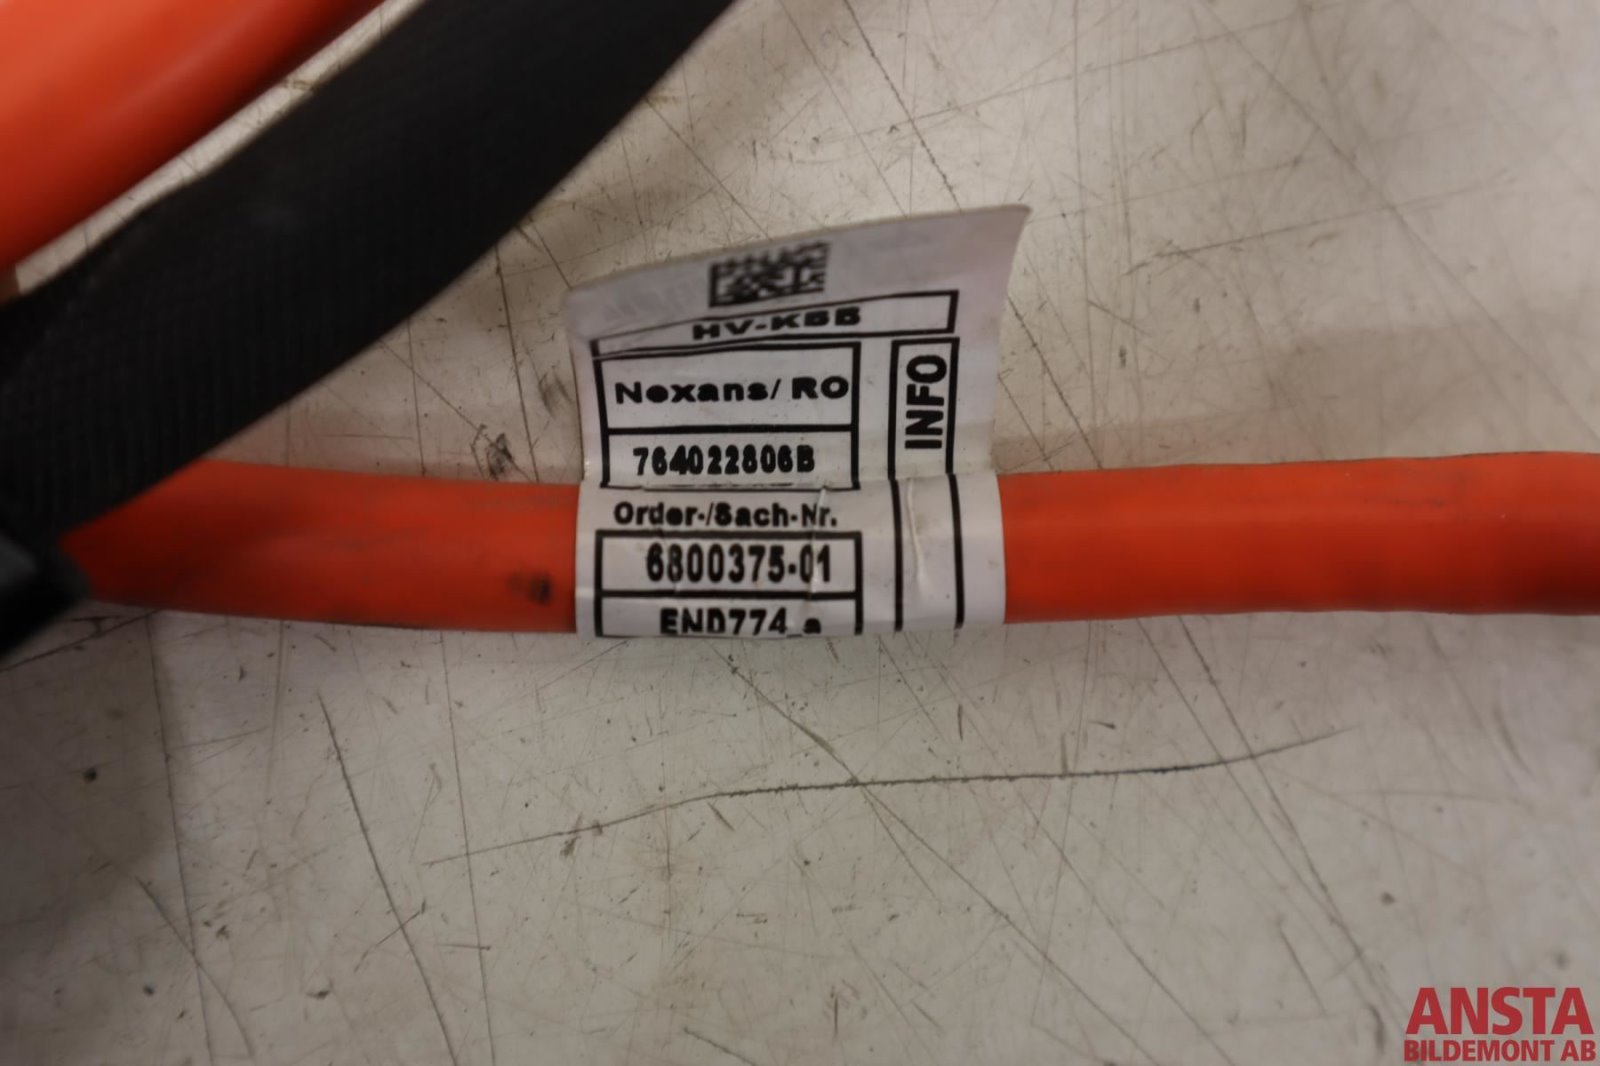 HV-KBB
Nexans/ RO
764022806B
INFO
Order-/Sach-Nr.
6800375-01
END774_a
ANSTA
BILDEMONT AB